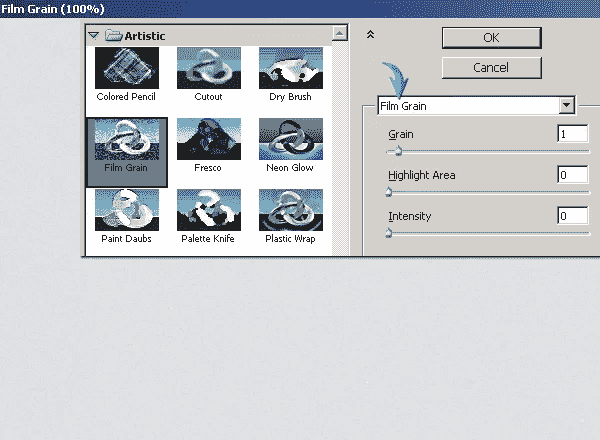 Film Grain (100%)
Artistic
Colored Pencil
Cutout
Dry Brush
Film Grain
Fresco
Neon Glow
Paint Daubs
Palette Knife
Plastic Wrap
OK
Cancel
Film Grain
Grain 1
Highlight Area 0
Intensity 0